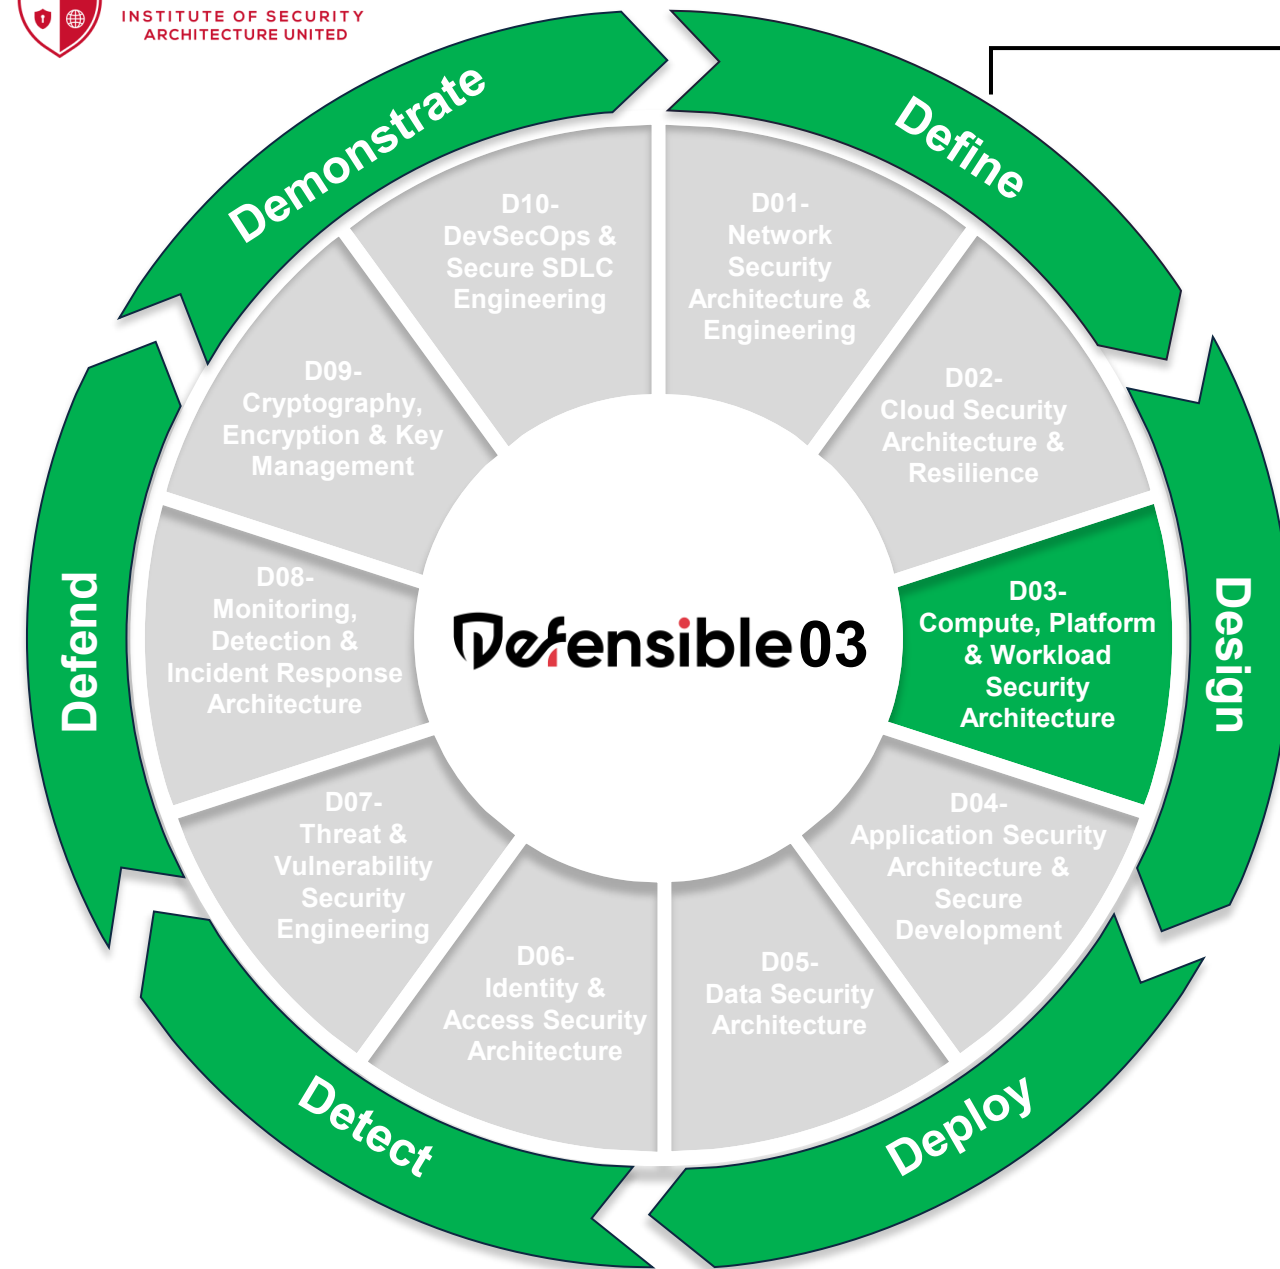 INSTITUTE OF SECURITY
ARCHITECTURE UNITED
Demonstrate
Define
Design
Deploy
Detect
Defend
D10-
DevSecOps &
Secure SDLC
Engineering
D01-
Network
Security
Architecture &
Engineering
D02-
Cloud Security
Architecture &
Resilience
D03-
Compute, Platform
& Workload
Security
Architecture
D04-
Application Security
Architecture &
Secure
Development
D05-
Data Security
Architecture
D06-
Identity &
Access Security
Architecture
D07-
Threat &
Vulnerability
Security
Engineering
D08-
Monitoring,
Detection &
Incident Response
Architecture
D09-
Cryptography,
Encryption & Key
Management
Defensible 03